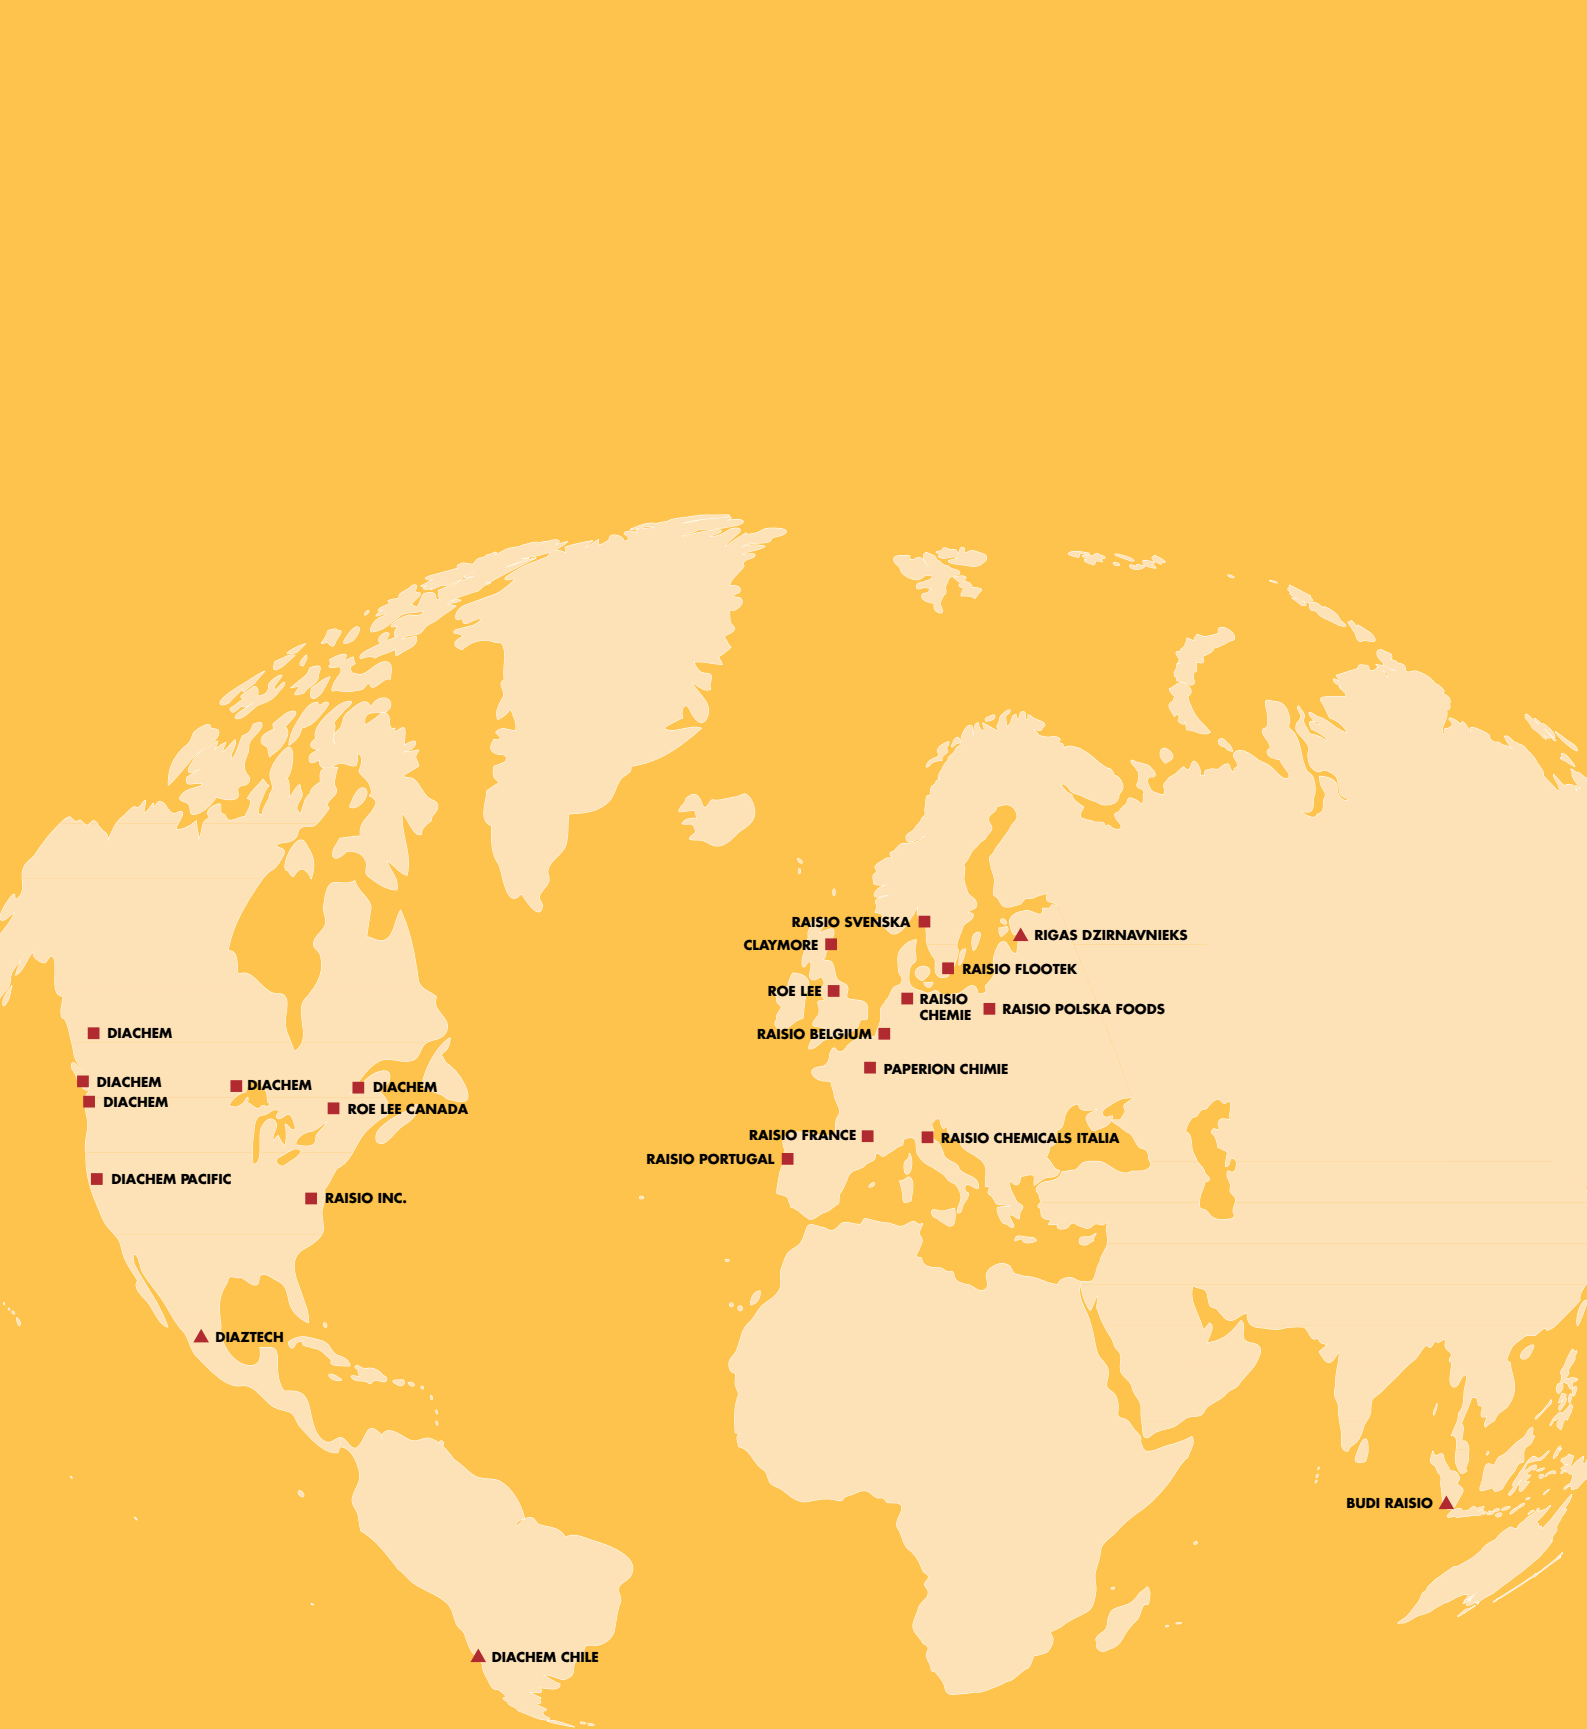 RAISIO SVENSKA
CLAYMORE
RIGAS DZIRNAVNIEKS
RAISIO FLOOTEK
ROE LEE
RAISIO
CHEMIE
RAISIO POLSKA FOODS
RAISIO BELGIUM
DIACHEM
PAPERION CHIMIE
DIACHEM
DIACHEM
DIACHEM
DIACHEM
ROE LEE CANADA
RAISIO FRANCE
RAISIO CHEMICALS ITALIA
RAISIO PORTUGAL
DIACHEM PACIFIC
RAISIO INC.
DIAZTECH
BUDI RAISIO
DIACHEM CHILE